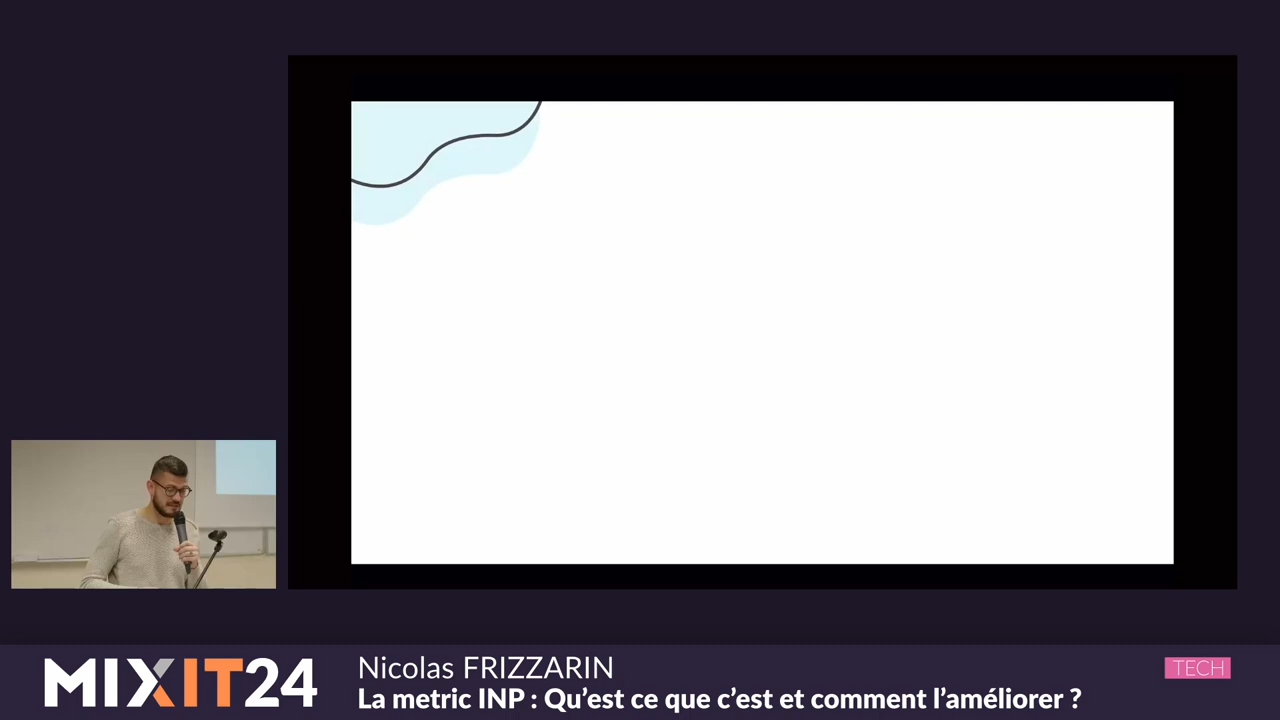 MIXIT24
Nicolas FRIZZARIN
La metric INP : Qu'est ce que c'est et comment l'améliorer ?
TECH